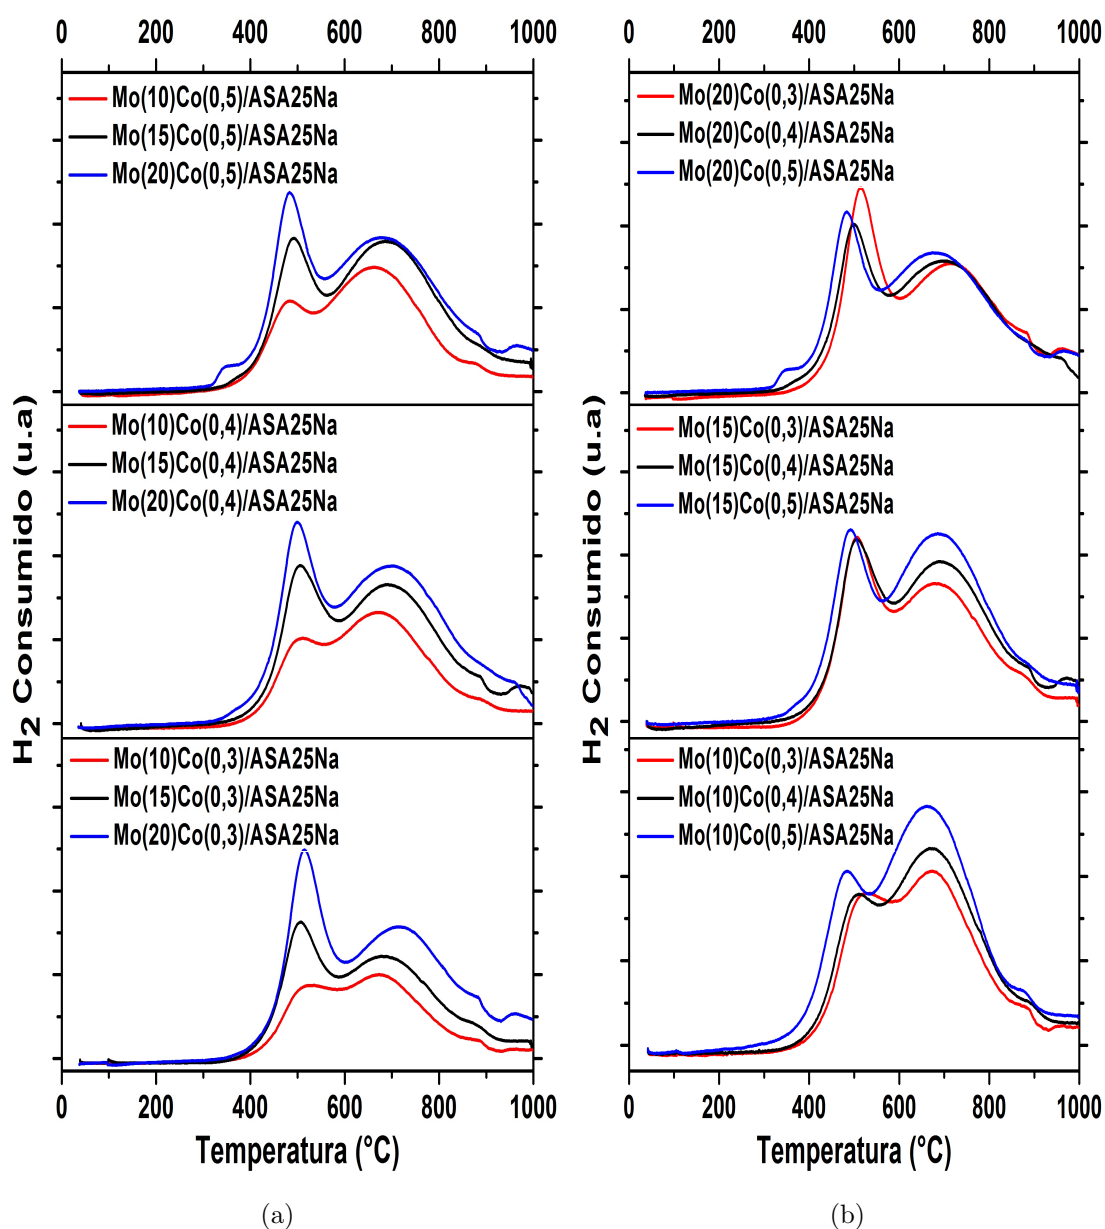 0 200 400 600 800 1000
Mo(10)Co(0,5)/ASA25Na
Mo(15)Co(0,5)/ASA25Na
Mo(20)Co(0,5)/ASA25Na
Mo(10)Co(0,4)/ASA25Na
Mo(15)Co(0,4)/ASA25Na
Mo(20)Co(0,4)/ASA25Na
Mo(10)Co(0,3)/ASA25Na
Mo(15)Co(0,3)/ASA25Na
Mo(20)Co(0,3)/ASA25Na
H2 Consumido (u.a)
0 200 400 600 800 1000
Temperatura (°C)
(a)
0 200 400 600 800 1000
Mo(20)Co(0,3)/ASA25Na
Mo(20)Co(0,4)/ASA25Na
Mo(20)Co(0,5)/ASA25Na
Mo(15)Co(0,3)/ASA25Na
Mo(15)Co(0,4)/ASA25Na
Mo(15)Co(0,5)/ASA25Na
Mo(10)Co(0,3)/ASA25Na
Mo(10)Co(0,4)/ASA25Na
Mo(10)Co(0,5)/ASA25Na
H2 Consumido (u.a)
0 200 400 600 800 1000
Temperatura (°C)
(b)